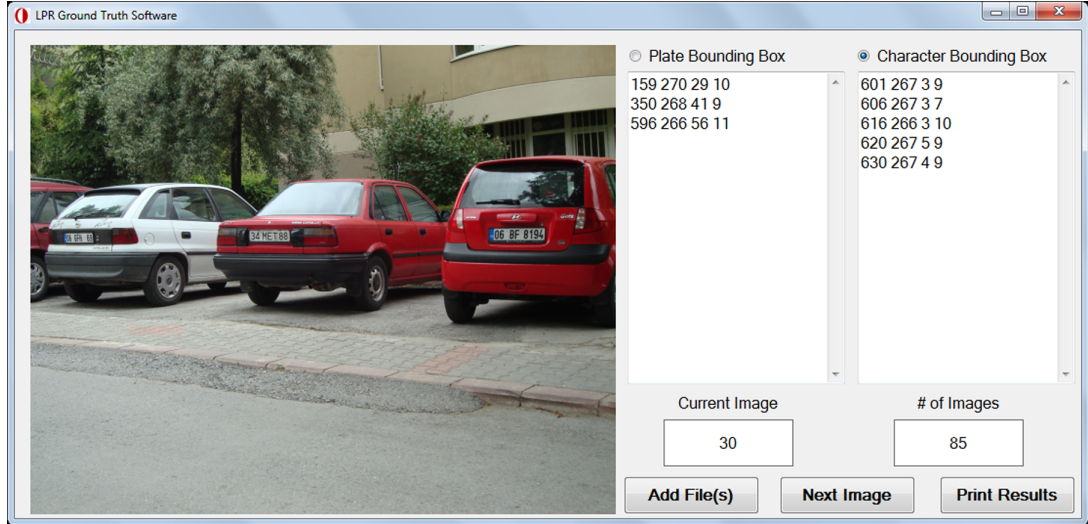 LPR Ground Truth Software
Plate Bounding Box
159 270 29 10
350 268 41 9
596 266 56 11
Character Bounding Box
601 267 3 9
606 267 3 7
616 266 3 10
620 267 5 9
630 267 4 9
34 MET 88
06 BF 8194
Current Image
30
# of Images
85
Add File(s)
Next Image
Print Results